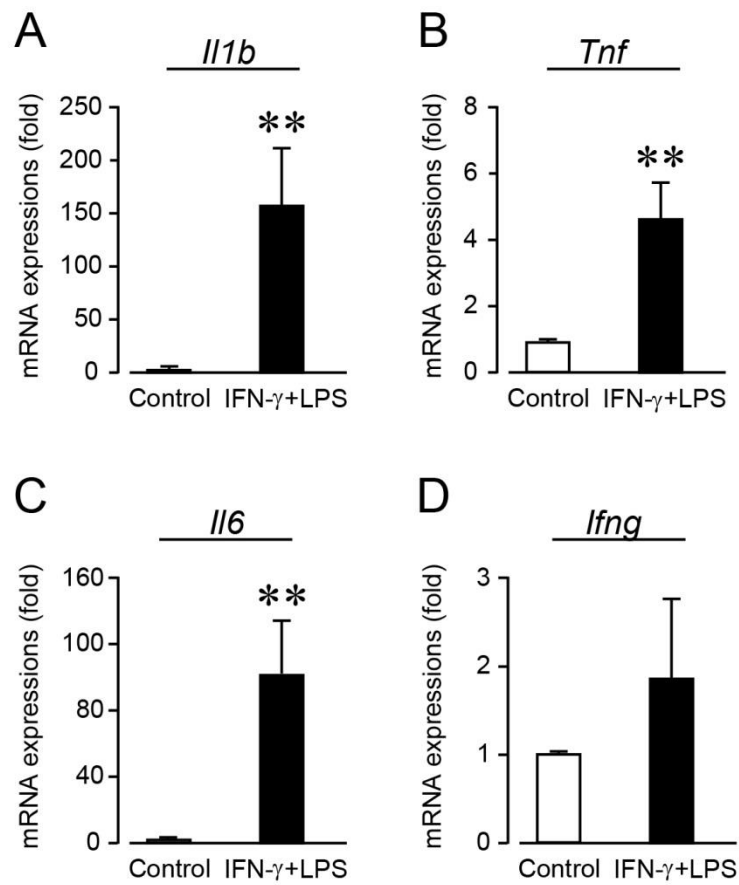 A
Il1b
mRNA expressions (fold)
250
200
150
100
50
0
**
Control IFN-γ+LPS
B
Tnf
mRNA expressions (fold)
8
6
4
2
0
**
Control IFN-γ+LPS
C
Il6
mRNA expressions (fold)
160
100
80
40
0
**
Control IFN-γ+LPS
D
Ifng
mRNA expressions (fold)
3
2
1
0
Control IFN-γ+LPS